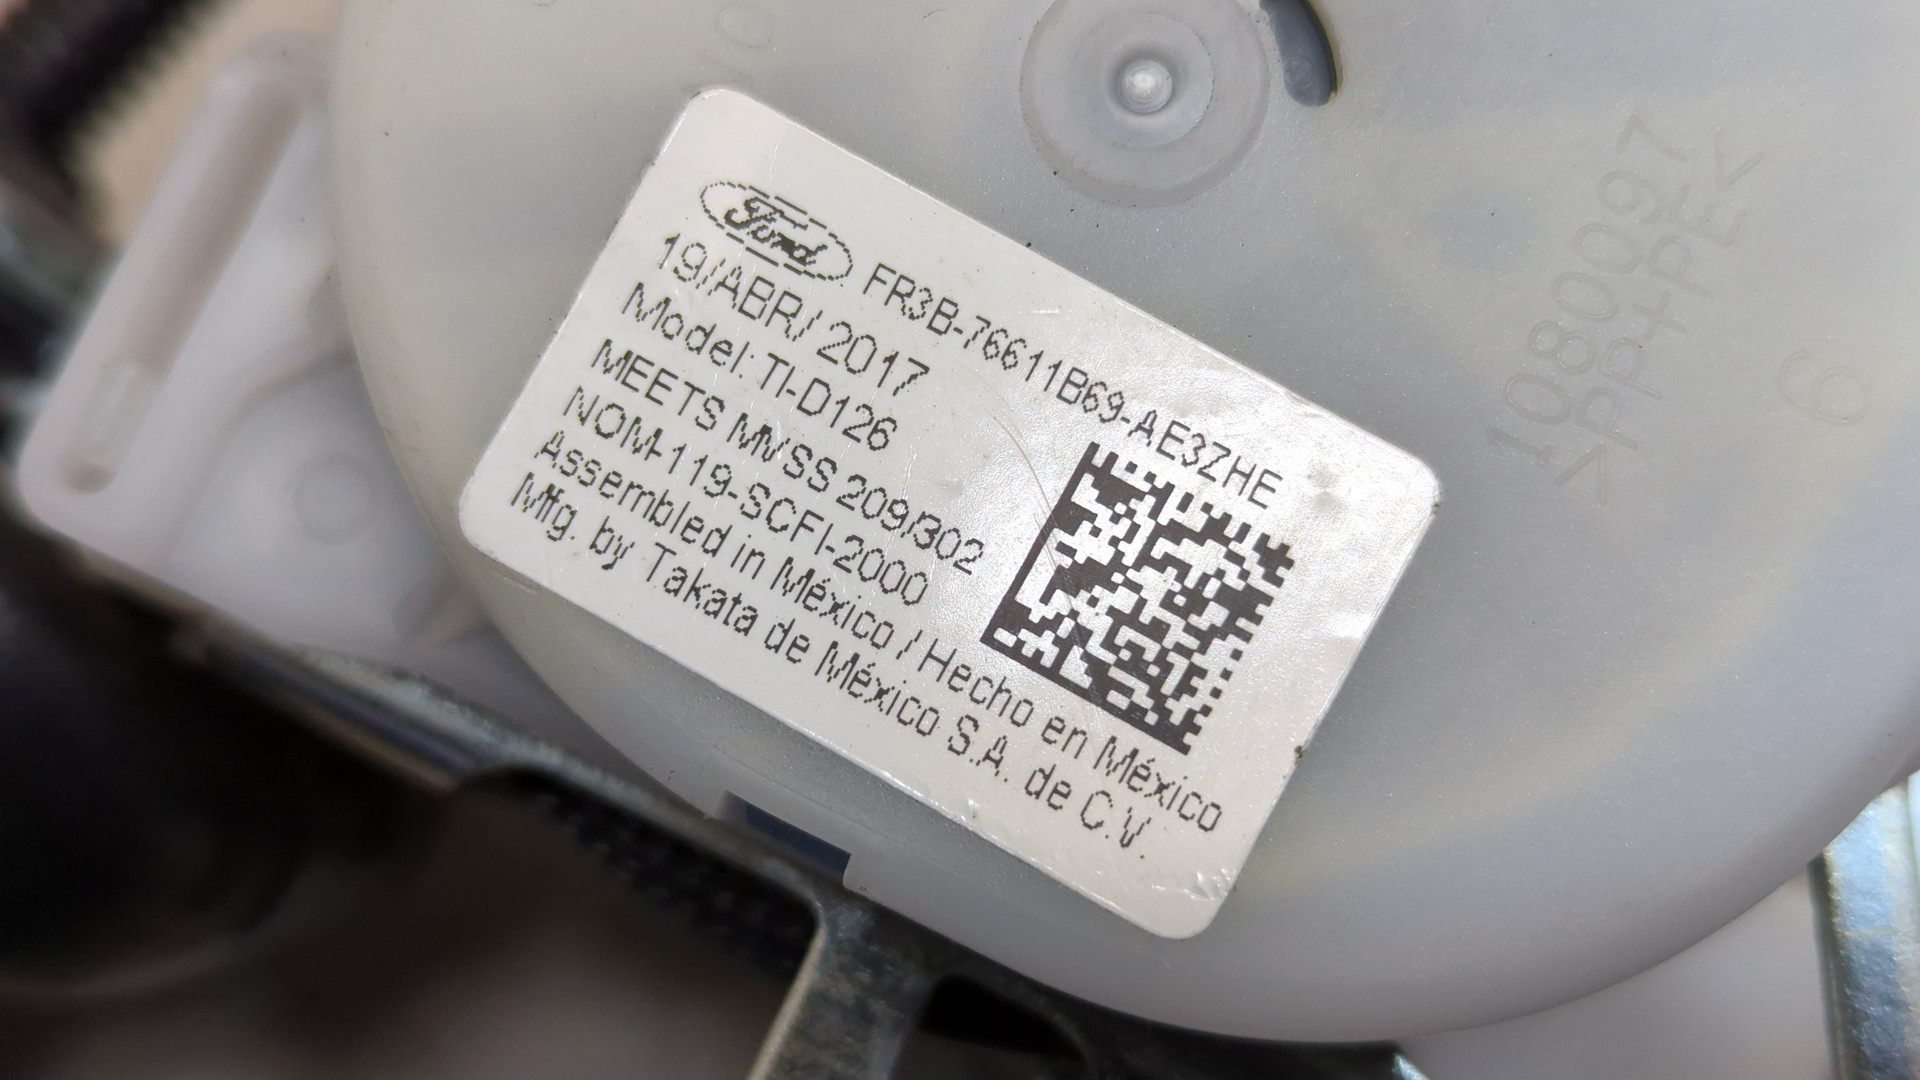 Ford FR3B-76611B69-AE3ZHE
19/ABR/2017
Model: TI-D126
MEETS MVSS 209/302
NOM-119-SCFI-2000
Assembled in México / Hecho en México
Mfg. by Takata de México S.A. de C.V.
1080097
>PP+PE<
6